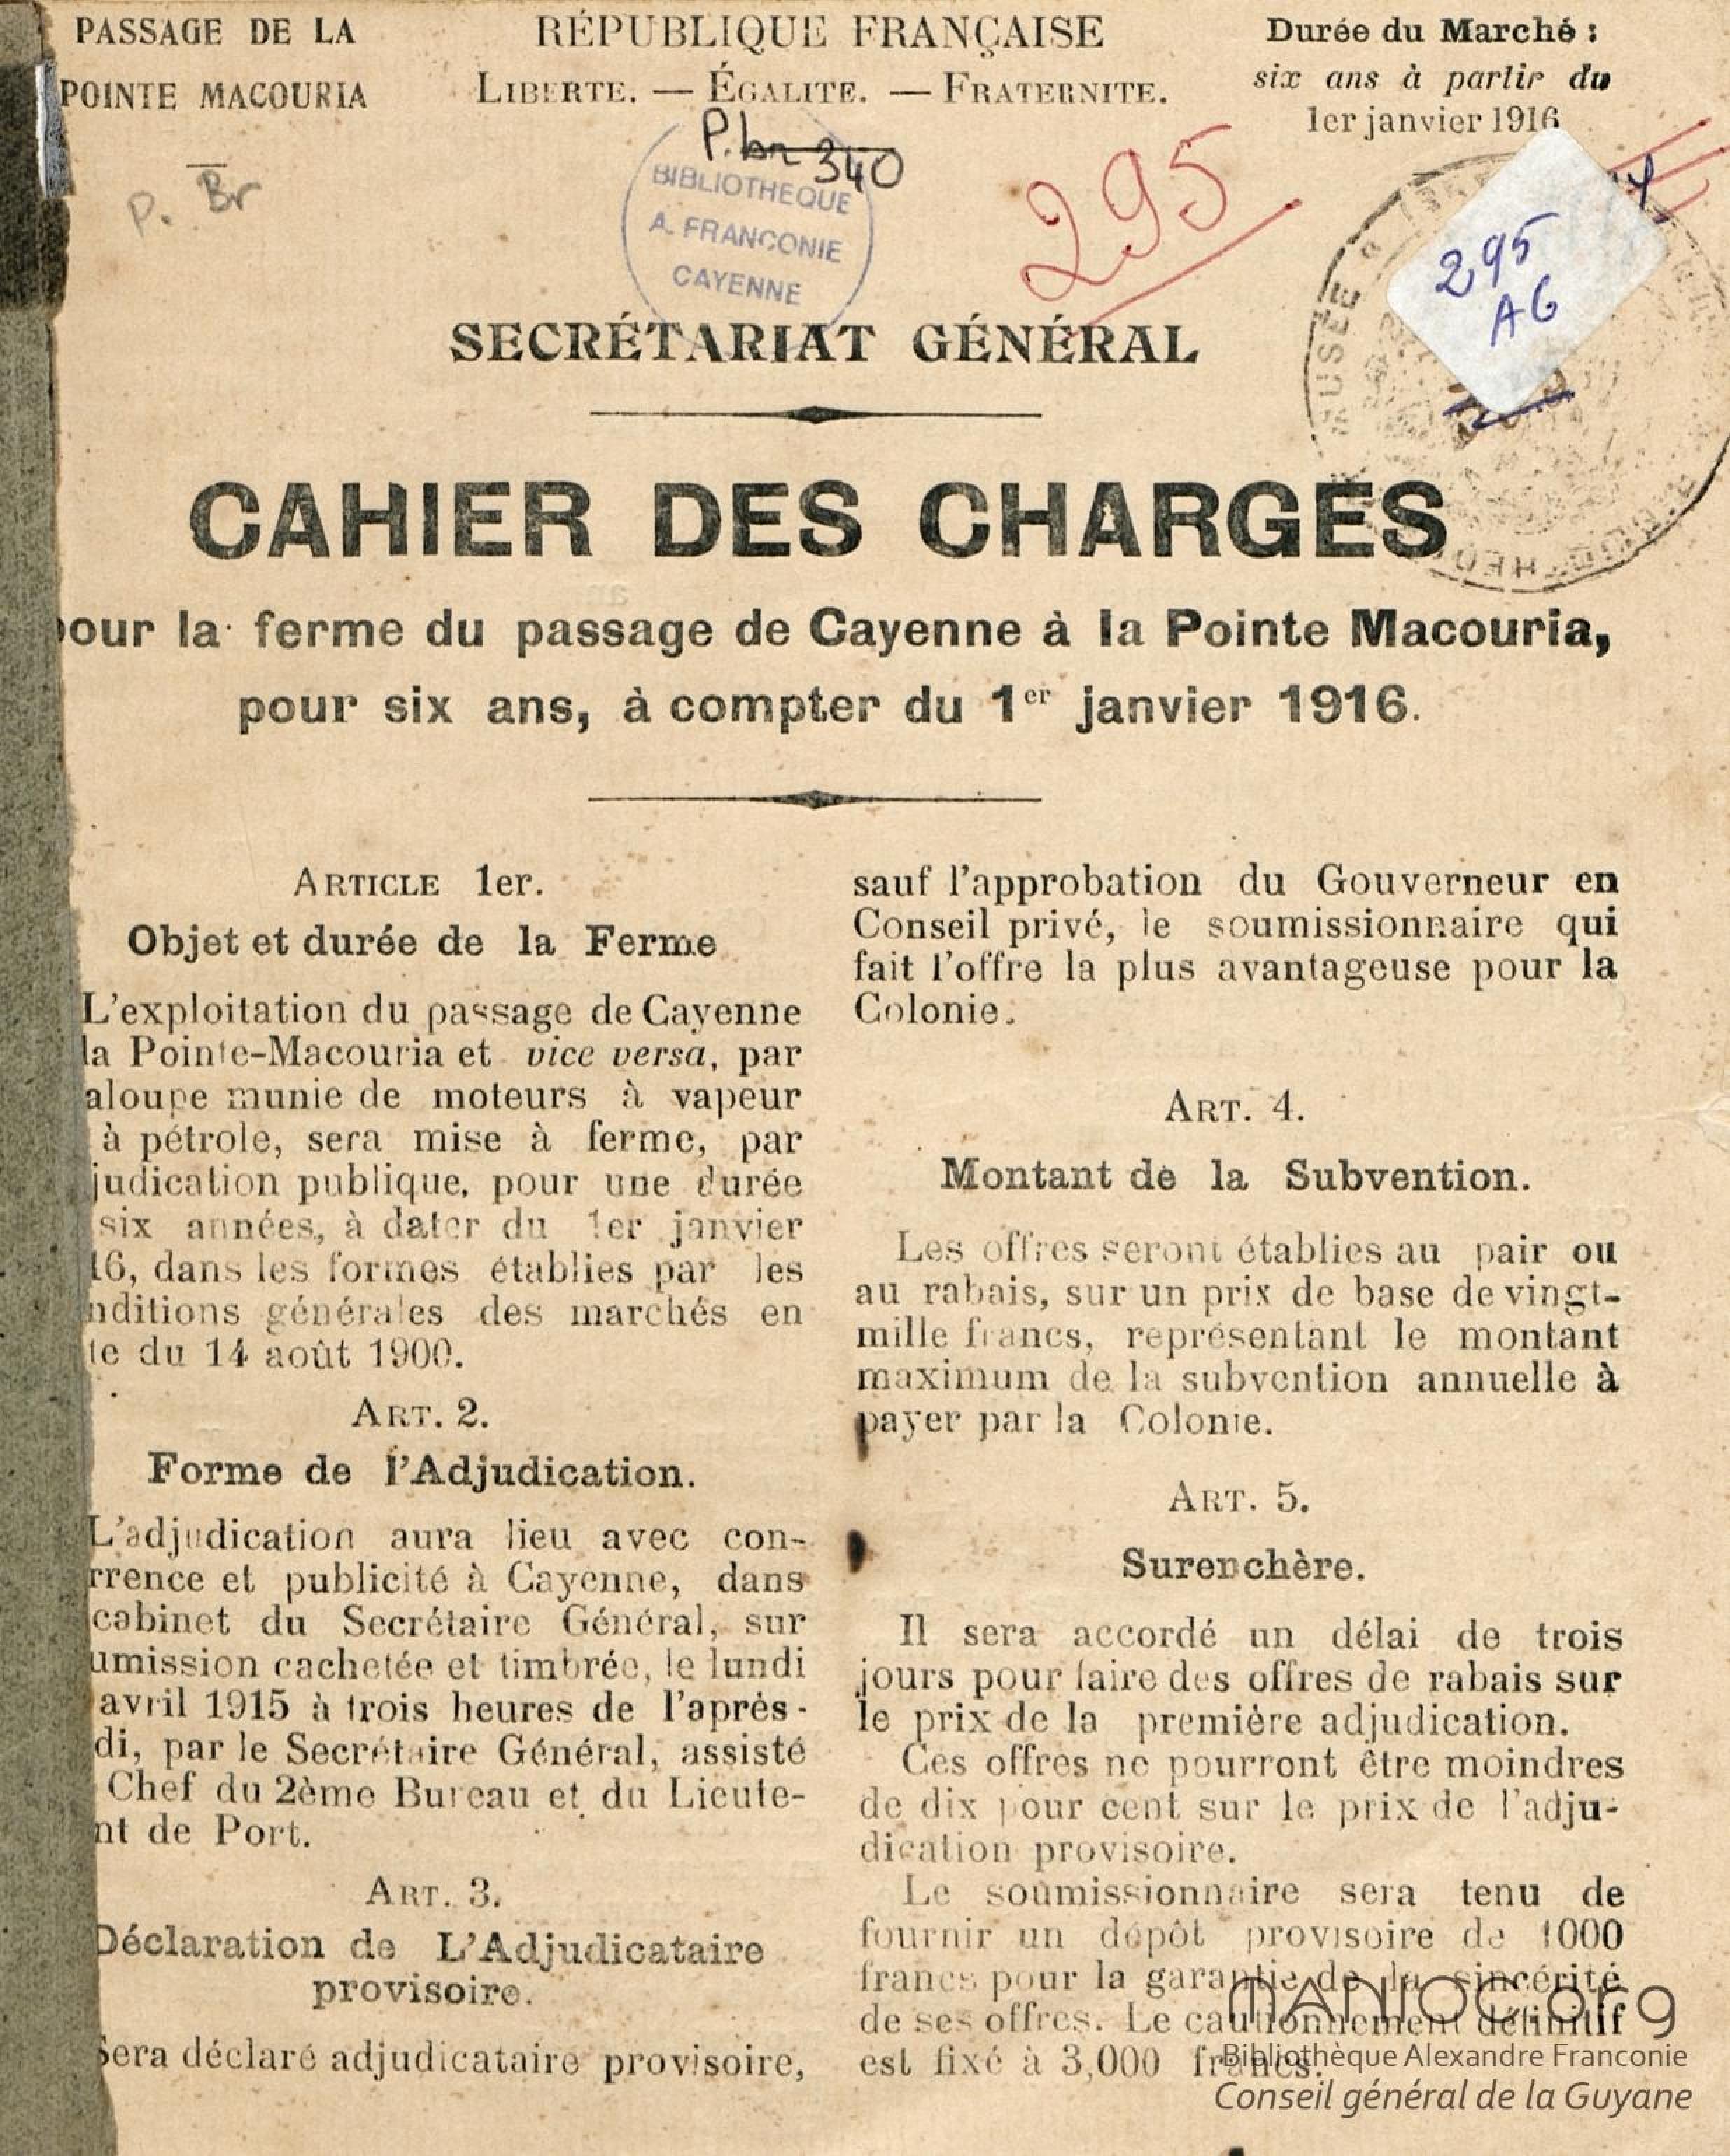 PASSAGE DE LA
POINTE MACOURIA
P. Br
RÉPUBLIQUE FRANÇAISE
LIBERTE. — ÉGALITE. — FRATERNITE.
Durée du Marché :
six ans à partir du
1er janvier 1916
P. br 340
BIBLIOTHEQUE
A. FRANCONIE
CAYENNE
295
295
AG
MUSEE
SECRÉTARIAT GÉNÉRAL
CAHIER DES CHARGES
pour la ferme du passage de Cayenne à la Pointe Macouria,
pour six ans, à compter du 1er janvier 1916.
ARTICLE 1er.
Objet et durée de la Ferme
L'exploitation du passage de Cayenne
la Pointe-Macouria et vice versa, par
aloupe munie de moteurs à vapeur
à pétrole, sera mise à ferme, par
judication publique, pour une durée
six années, à dater du 1er janvier
16, dans les formes établies par les
nditions générales des marchés en
te du 14 août 1900.
ART. 2.
Forme de l'Adjudication.
L'adjudication aura lieu avec con-
rrence et publicité à Cayenne, dans
cabinet du Secrétaire Général, sur
umission cachetée et timbrée, le lundi
avril 1915 à trois heures de l'après-
di, par le Secrétaire Général, assisté
Chef du 2ème Bureau et du Lieute-
nt de Port.
ART. 3.
Déclaration de L'Adjudicataire
provisoire.
Sera déclaré adjudicataire provisoire,
sauf l'approbation du Gouverneur en
Conseil privé, le soumissionnaire qui
fait l'offre la plus avantageuse pour la
Colonie.
ART. 4.
Montant de la Subvention.
Les offres seront établies au pair ou
au rabais, sur un prix de base de vingt-
mille francs, représentant le montant
maximum de la subvention annuelle à
payer par la Colonie.
ART. 5.
Surenchère.
Il sera accordé un délai de trois
jours pour faire des offres de rabais sur
le prix de la première adjudication.
Ces offres ne pourront être moindres
de dix pour cent sur le prix de l'adju-
dication provisoire.
Le soumissionnaire sera tenu de
fournir un dépôt provisoire de 1000
francs pour la garantie de la sincérité
de ses offres. Le cautionnement définitif
est fixé à 3,000 francs.
MANIOC.org
Bibliothèque Alexandre Franconie
Conseil général de la Guyane